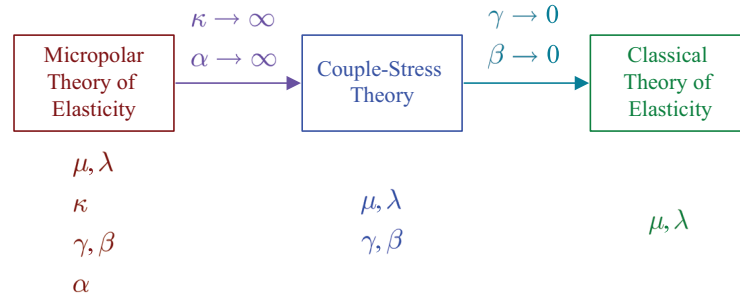 Micropolar
Theory of
Elasticity
κ → ∞
α → ∞
Couple-Stress
Theory
γ → 0
β → 0
Classical
Theory of
Elasticity
μ, λ
κ
γ, β
α
μ, λ
γ, β
μ, λ